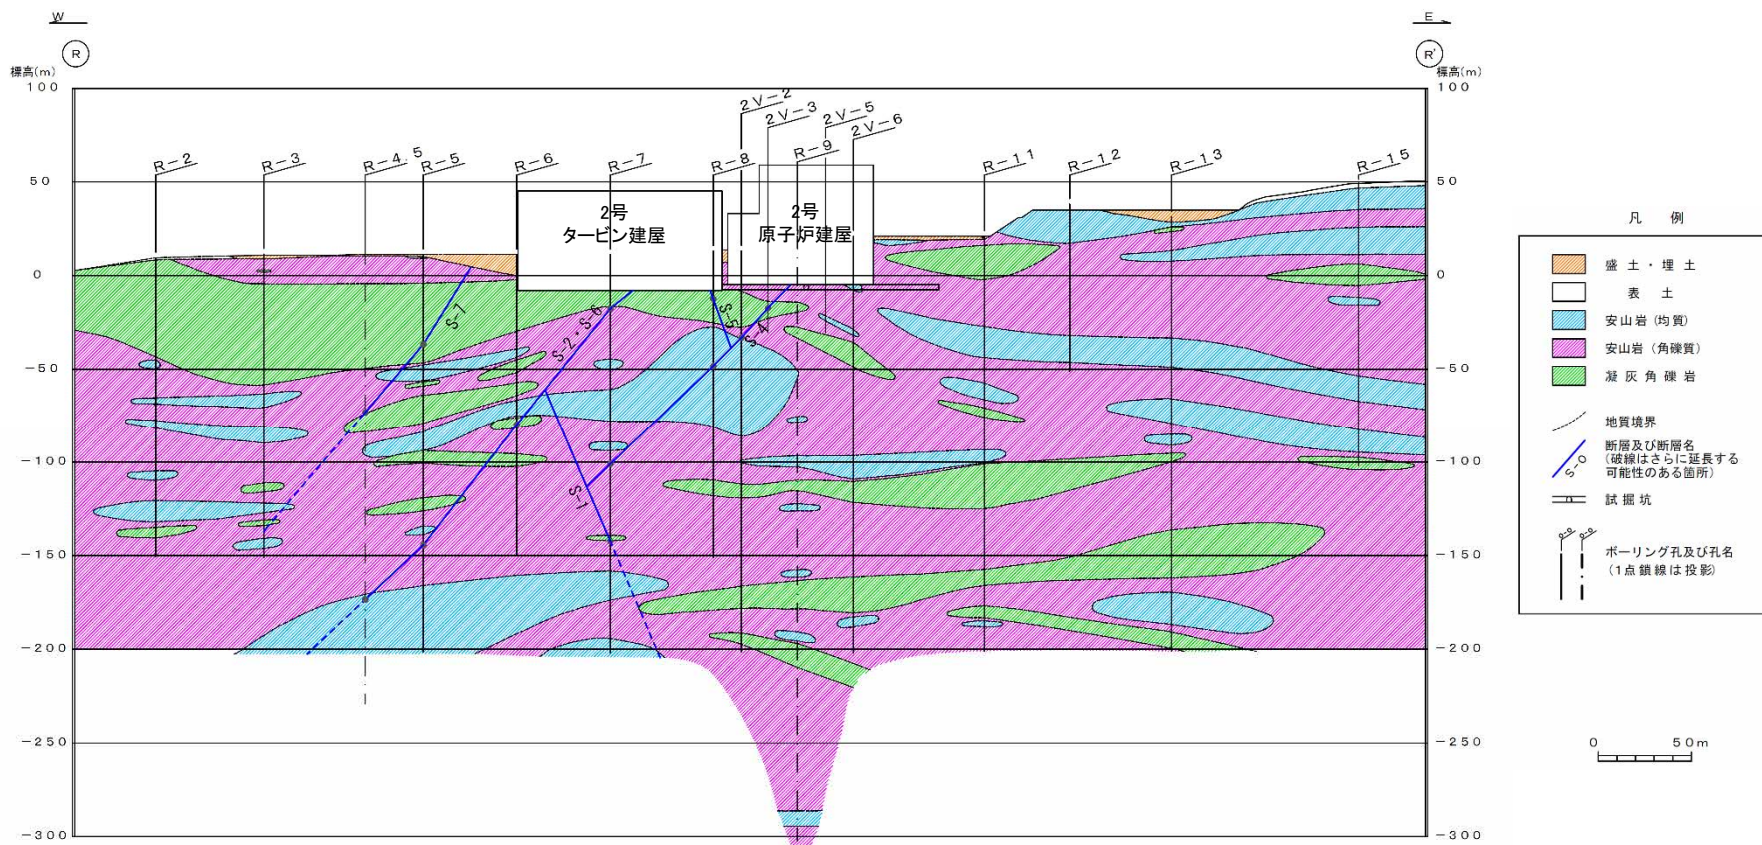 W
E
R
R'
標高(m)
標高(m)
100
50
0
−50
−100
−150
−200
−250
−300
100
50
0
−50
−100
−150
−200
−250
−300
R−2
R−3
R−4.5
R−5
R−6
R−7
R−8
2V−2
2V−3
R−9
2V−5
2V−6
R−11
R−12
R−13
R−15
2号
タービン建屋
2号
原子炉建屋
S-7
S-2・S-6
S-5
S-4
S-1
凡 例
盛土・埋土
表 土
安山岩(均質)
安山岩(角礫質)
凝灰角礫岩
地質境界
S-O
断層及び断層名
(破線はさらに延長する
可能性のある箇所)
試掘坑
ボーリング孔及び孔名
(1点鎖線は投影)
0 50m